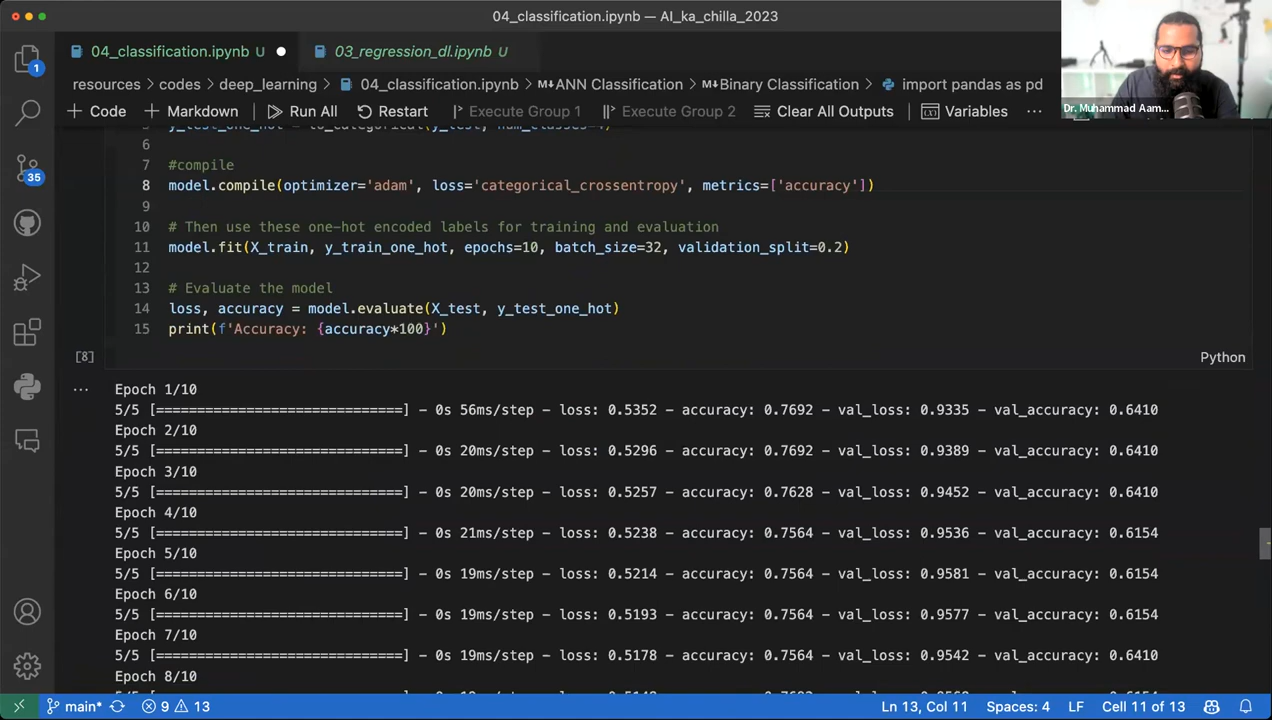 04_classification.ipynb — AI_ka_chilla_2023
04_classification.ipynb U
03_regression_dl.ipynb U
resources > codes > deep_learning > 04_classification.ipynb > M↓ANN Classification > M↓Binary Classification > import pandas as pd
+ Code + Markdown Run All Restart Execute Group 1 Execute Group 2 Clear All Outputs Variables ...
Dr. Muhammad Aam...
1
35
y_test_one_hot = to_categorical(y_test, num_classes=4)
6
7 #compile
8 model.compile(optimizer='adam', loss='categorical_crossentropy', metrics=['accuracy'])
9
10 # Then use these one-hot encoded labels for training and evaluation
11 model.fit(X_train, y_train_one_hot, epochs=10, batch_size=32, validation_split=0.2)
12
13 # Evaluate the model
14 loss, accuracy = model.evaluate(X_test, y_test_one_hot)
15 print(f'Accuracy: {accuracy*100}')
[8]
Python
...
Epoch 1/10
5/5 [==============================] - 0s 56ms/step - loss: 0.5352 - accuracy: 0.7692 - val_loss: 0.9335 - val_accuracy: 0.6410
Epoch 2/10
5/5 [==============================] - 0s 20ms/step - loss: 0.5296 - accuracy: 0.7692 - val_loss: 0.9389 - val_accuracy: 0.6410
Epoch 3/10
5/5 [==============================] - 0s 20ms/step - loss: 0.5257 - accuracy: 0.7628 - val_loss: 0.9452 - val_accuracy: 0.6410
Epoch 4/10
5/5 [==============================] - 0s 21ms/step - loss: 0.5238 - accuracy: 0.7564 - val_loss: 0.9536 - val_accuracy: 0.6154
Epoch 5/10
5/5 [==============================] - 0s 19ms/step - loss: 0.5214 - accuracy: 0.7564 - val_loss: 0.9581 - val_accuracy: 0.6154
Epoch 6/10
5/5 [==============================] - 0s 19ms/step - loss: 0.5193 - accuracy: 0.7564 - val_loss: 0.9577 - val_accuracy: 0.6154
Epoch 7/10
5/5 [==============================] - 0s 19ms/step - loss: 0.5178 - accuracy: 0.7564 - val_loss: 0.9542 - val_accuracy: 0.6410
Epoch 8/10
main* 9 13
Ln 13, Col 11 Spaces: 4 LF Cell 11 of 13